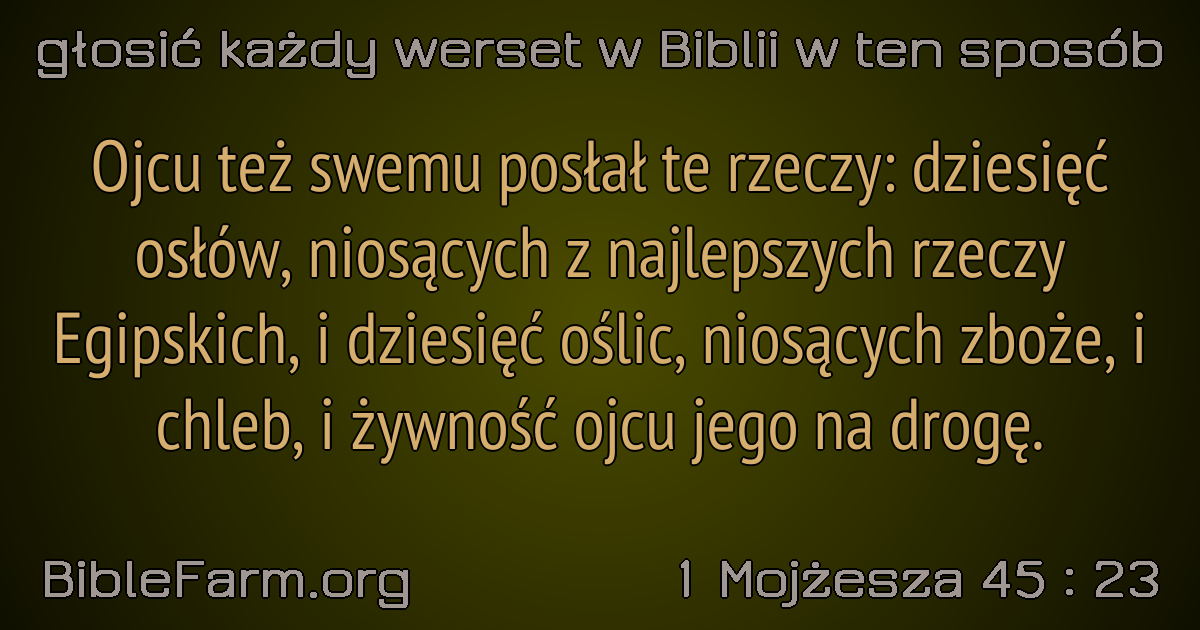 głosić każdy werset w Biblii w ten sposób
Ojcu też swemu posłał te rzeczy: dziesięć
osłów, niosących z najlepszych rzeczy
Egipskich, i dziesięć oślic, niosących zboże, i
chleb, i żywność ojcu jego na drogę.
BibleFarm.org
1 Mojżesza 45 : 23